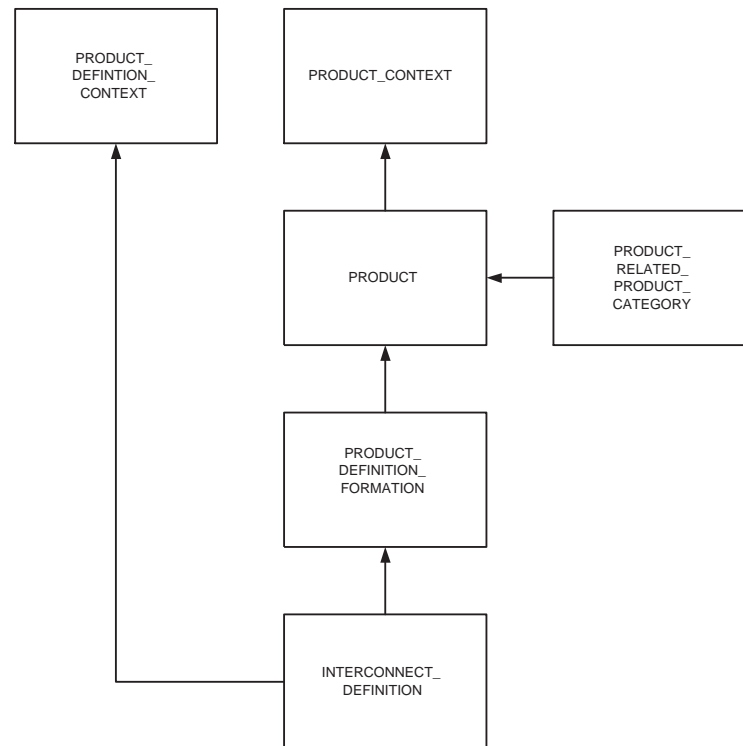 PRODUCT_
DEFINTION_
CONTEXT
PRODUCT_CONTEXT
PRODUCT
PRODUCT_
RELATED_
PRODUCT_
CATEGORY
PRODUCT_
DEFINITION_
FORMATION
INTERCONNECT_
DEFINITION